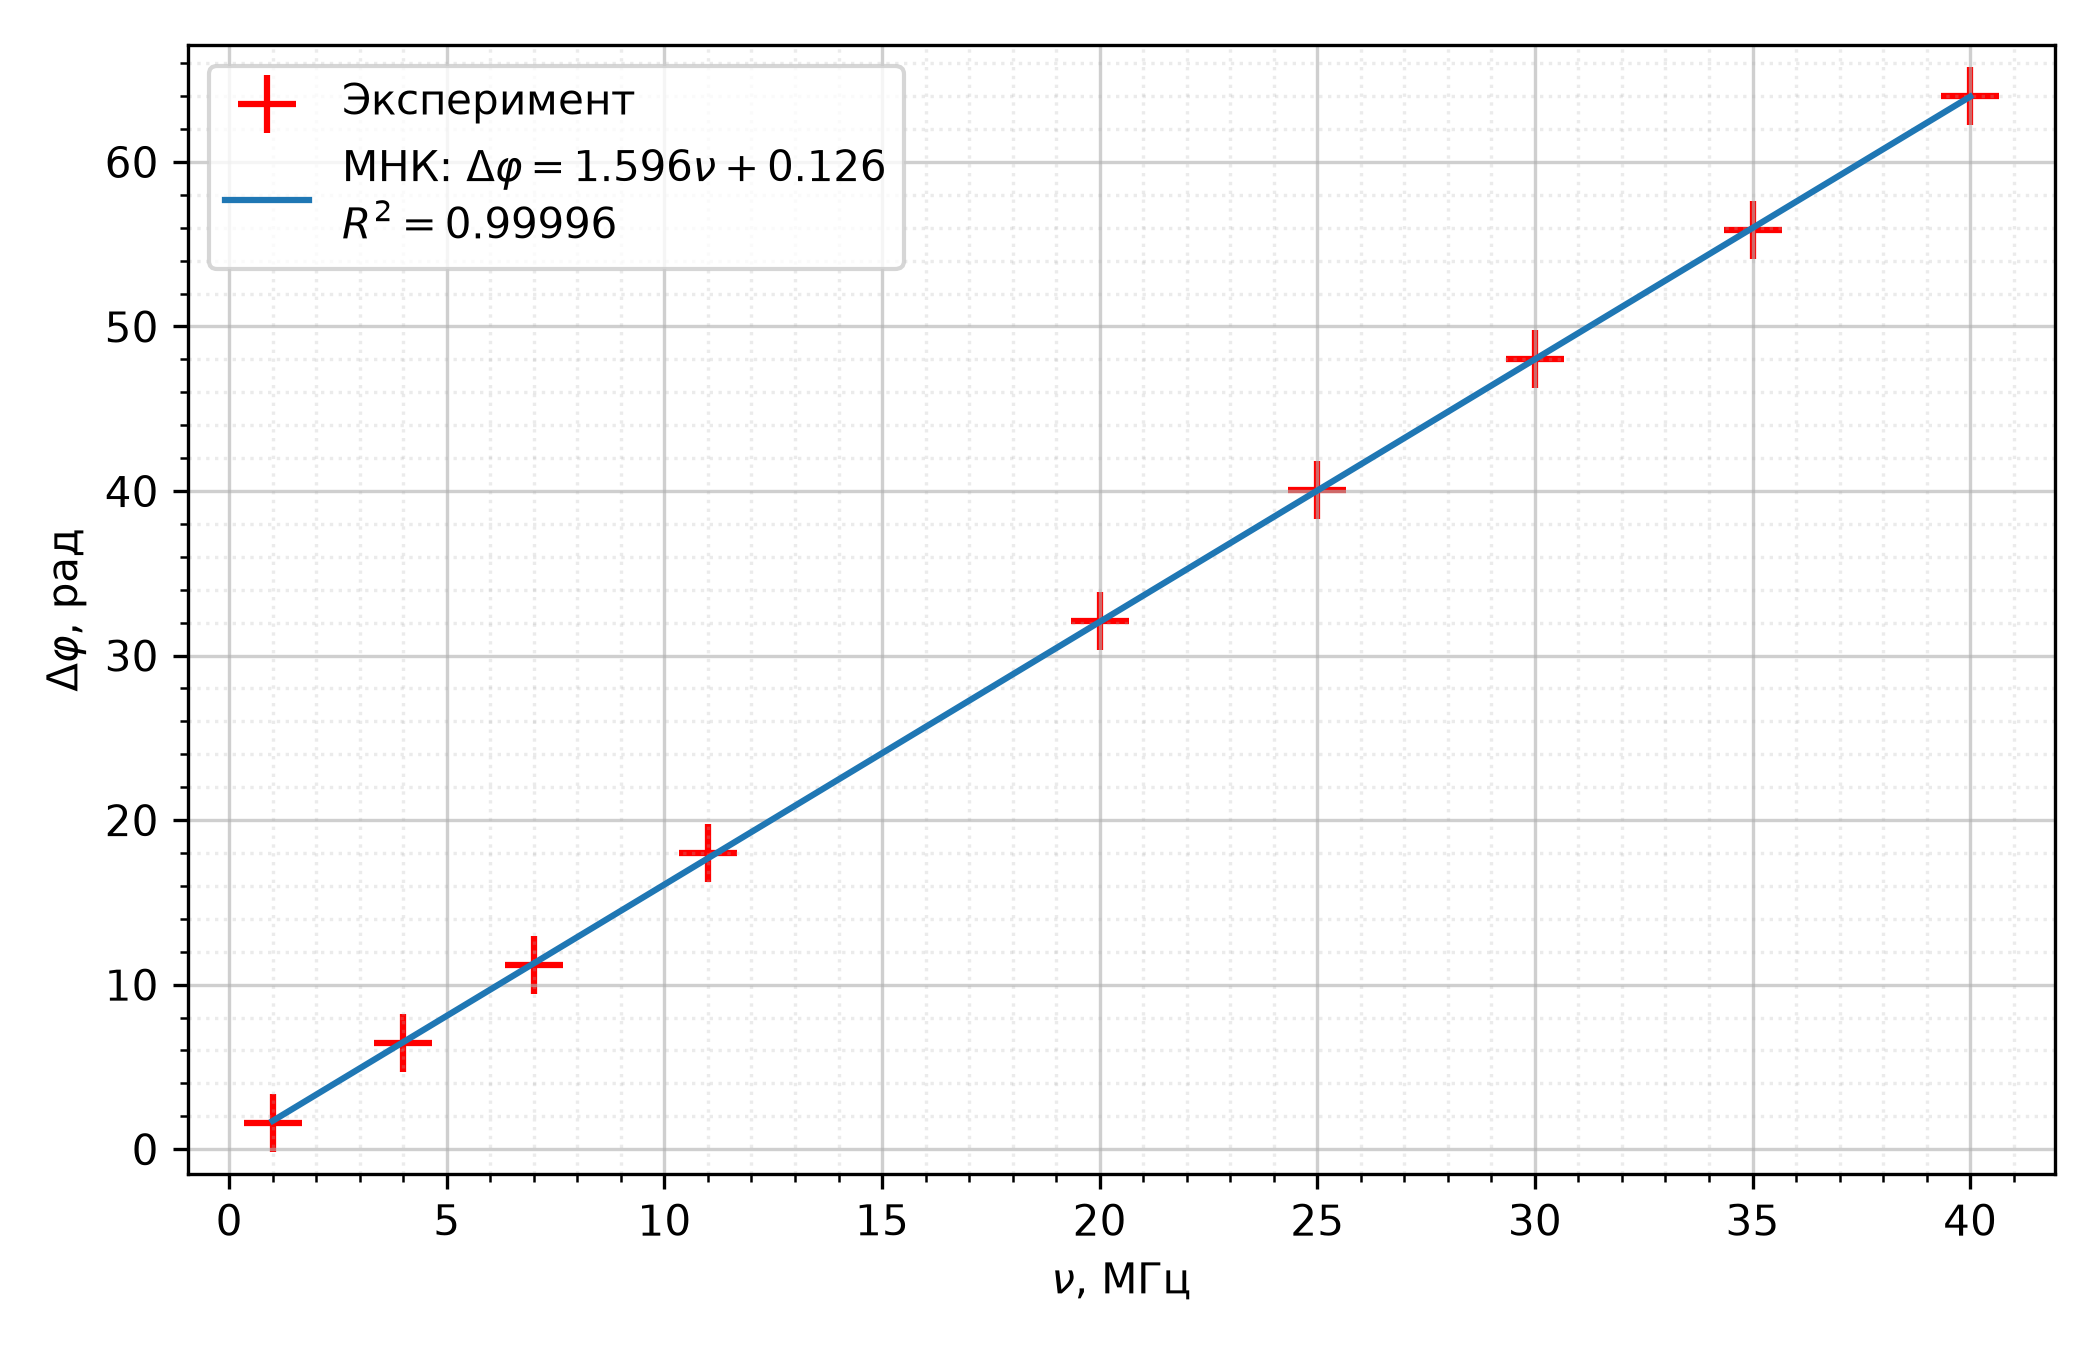 Эксперимент
МНК: Δφ = 1.596ν + 0.126
R² = 0.99996
60
50
40
30
20
10
0
Δφ, рад
0 5 10 15 20 25 30 35 40
ν, МГц